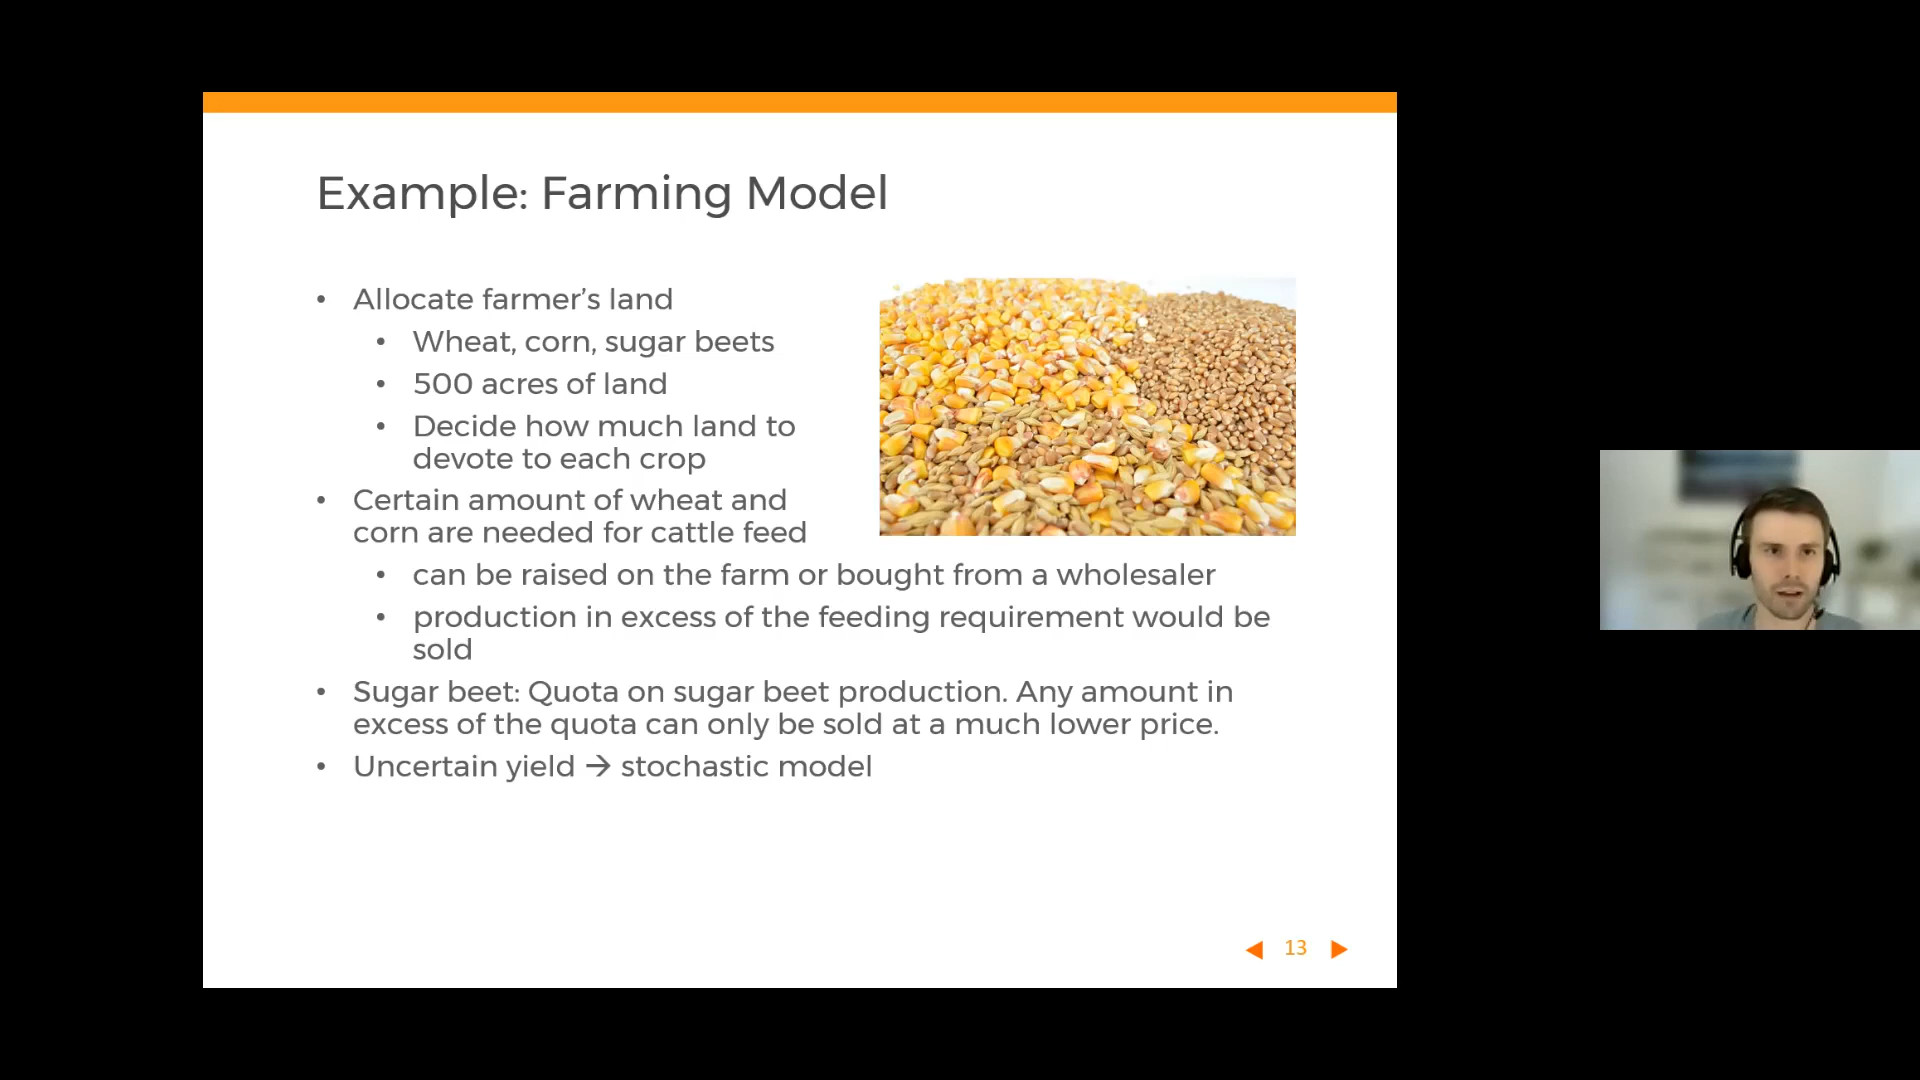 Example: Farming Model
• Allocate farmer’s land
• Wheat, corn, sugar beets
• 500 acres of land
• Decide how much land to
devote to each crop
• Certain amount of wheat and
corn are needed for cattle feed
• can be raised on the farm or bought from a wholesaler
• production in excess of the feeding requirement would be
sold
• Sugar beet: Quota on sugar beet production. Any amount in
excess of the quota can only be sold at a much lower price.
• Uncertain yield → stochastic model
13